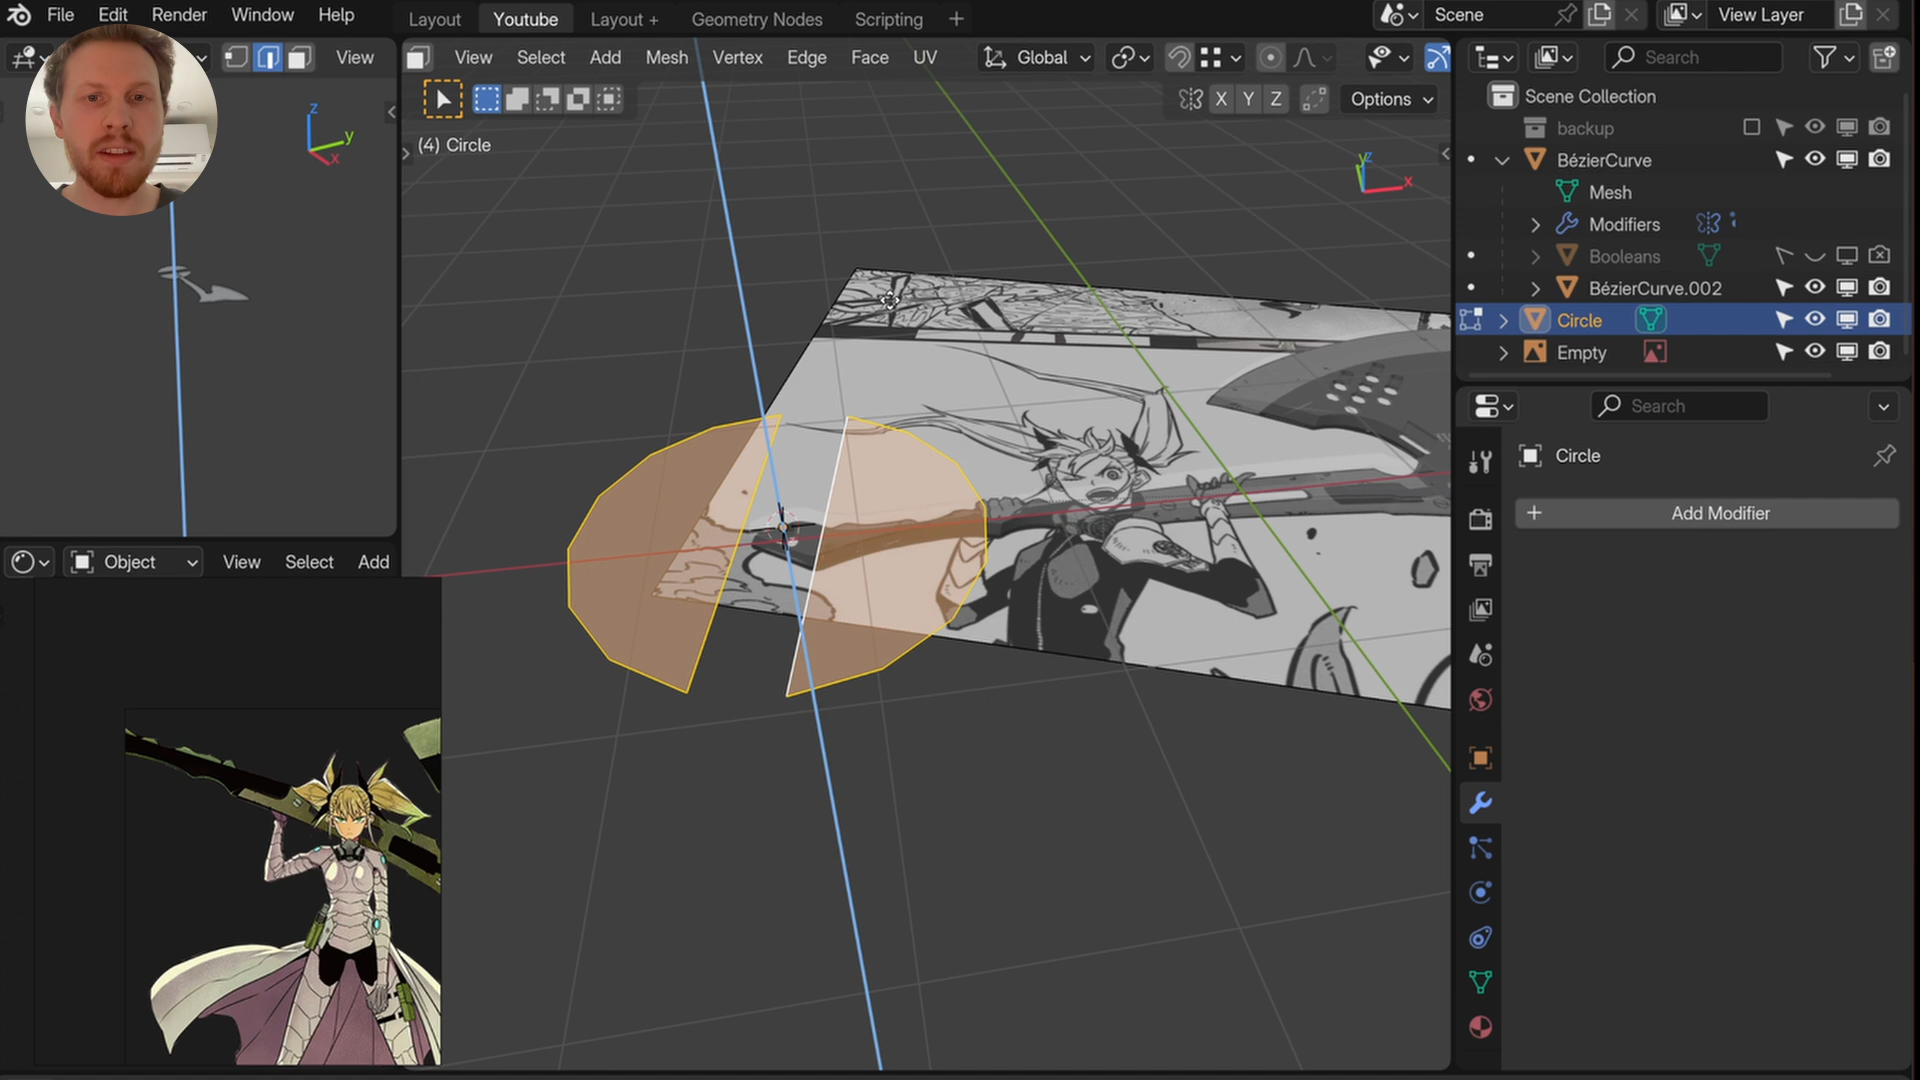 File Edit Render Window Help
Layout Youtube Layout + Geometry Nodes Scripting +
Scene
View Layer
View
View Select Add Mesh Vertex Edge Face UV
Global
Search
X Y Z
Options
(4) Circle
z
y
x
z
y
x
Scene Collection
backup
BézierCurve
Mesh
Modifiers
Booleans
BézierCurve.002
Circle
Empty
Search
Circle
+ Add Modifier
Object View Select Add